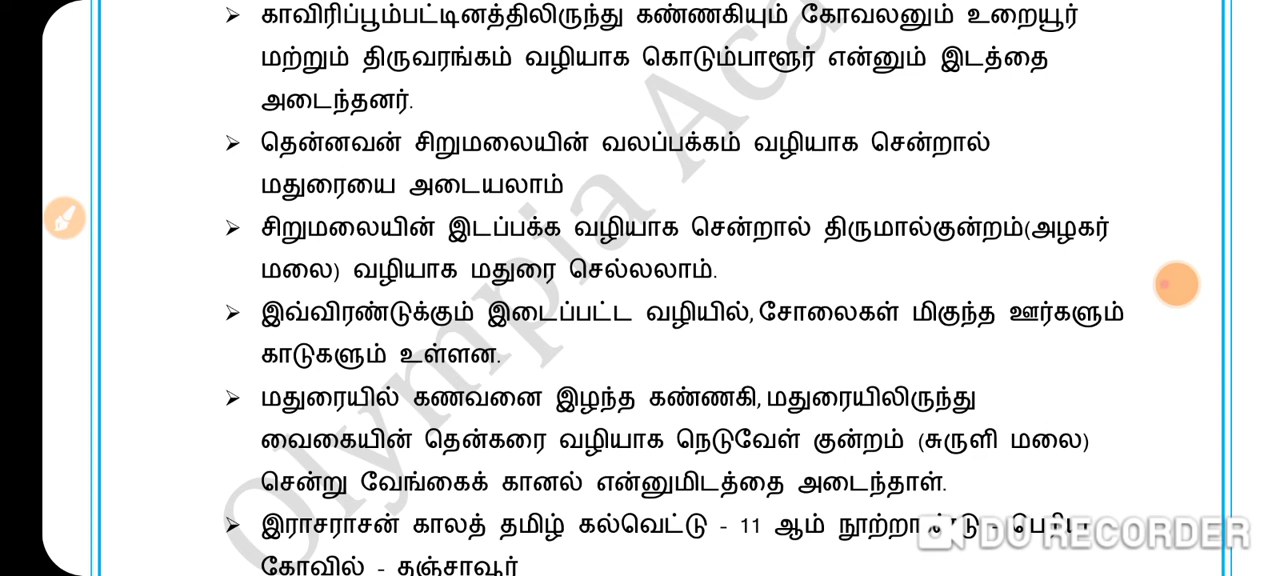 ➢ காவிரிப்பூம்பட்டினத்திலிருந்து கண்ணகியும் கோவலனும் உறையூர்
மற்றும் திருவரங்கம் வழியாக கொடும்பாளூர் என்னும் இடத்தை
அடைந்தனர்.
➢ தென்னவன் சிறுமலையின் வலப்பக்கம் வழியாக சென்றால்
மதுரையை அடையலாம்
➢ சிறுமலையின் இடப்பக்க வழியாக சென்றால் திருமால்குன்றம்(அழகர்
மலை) வழியாக மதுரை செல்லலாம்.
➢ இவ்விரண்டுக்கும் இடைப்பட்ட வழியில், சோலைகள் மிகுந்த ஊர்களும்
காடுகளும் உள்ளன.
➢ மதுரையில் கணவனை இழந்த கண்ணகி, மதுரையிலிருந்து
வைகையின் தென்கரை வழியாக நெடுவேள் குன்றம் (சுருளி மலை)
சென்று வேங்கைக் கானல் என்னுமிடத்தை அடைந்தாள்.
➢ இராசராசன் காலத் தமிழ் கல்வெட்டு - 11 ஆம் நூற்றாண்டு - பெரிய
கோவில் - தஞ்சாவூர்
Olympia Aca
DU RECORDER